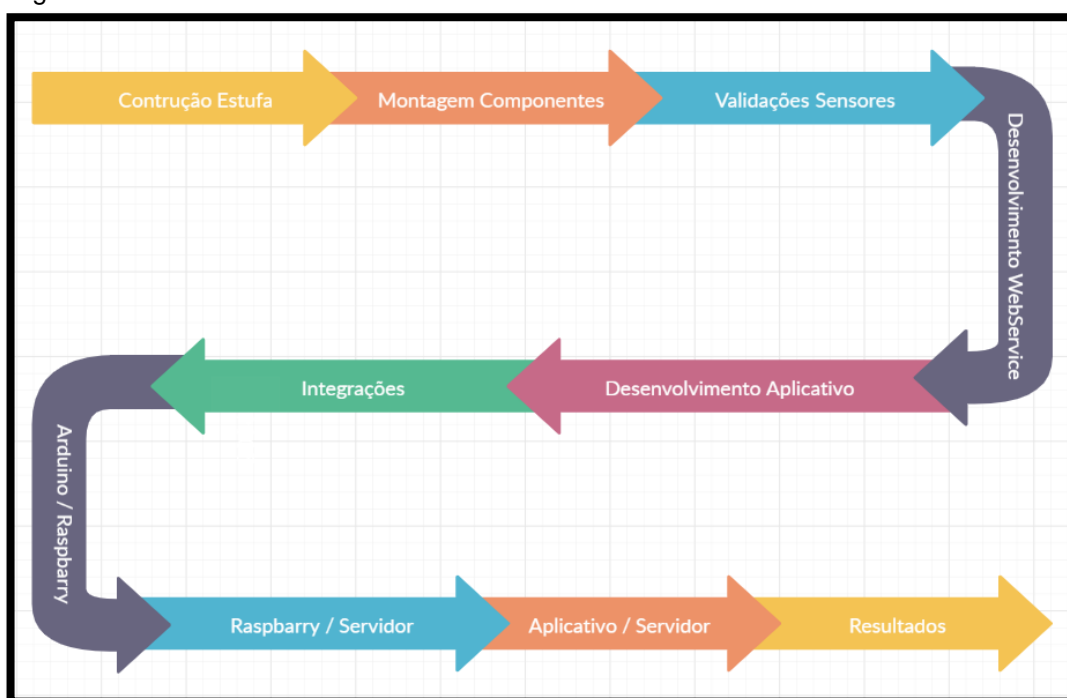 Contrução Estufa
Montagem Componentes
Validações Sensores
Desenvolvimento WebService
Desenvolvimento Aplicativo
Integrações
Arduino / Raspbarry
Raspbarry / Servidor
Aplicativo / Servidor
Resultados